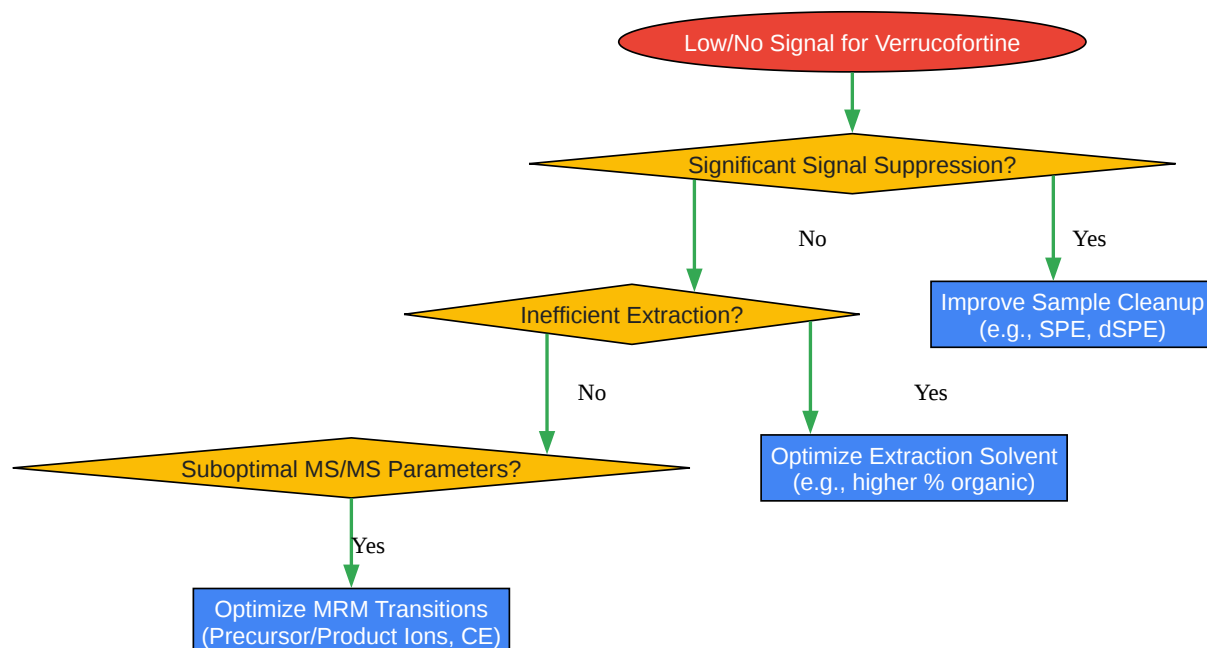 Low/No Signal for Verrucofortine
Significant Signal Suppression?
No
Yes
Improve Sample Cleanup
(e.g., SPE, dSPE)
Inefficient Extraction?
No
Yes
Optimize Extraction Solvent
(e.g., higher % organic)
Suboptimal MS/MS Parameters?
Yes
Optimize MRM Transitions
(Precursor/Product Ions, CE)